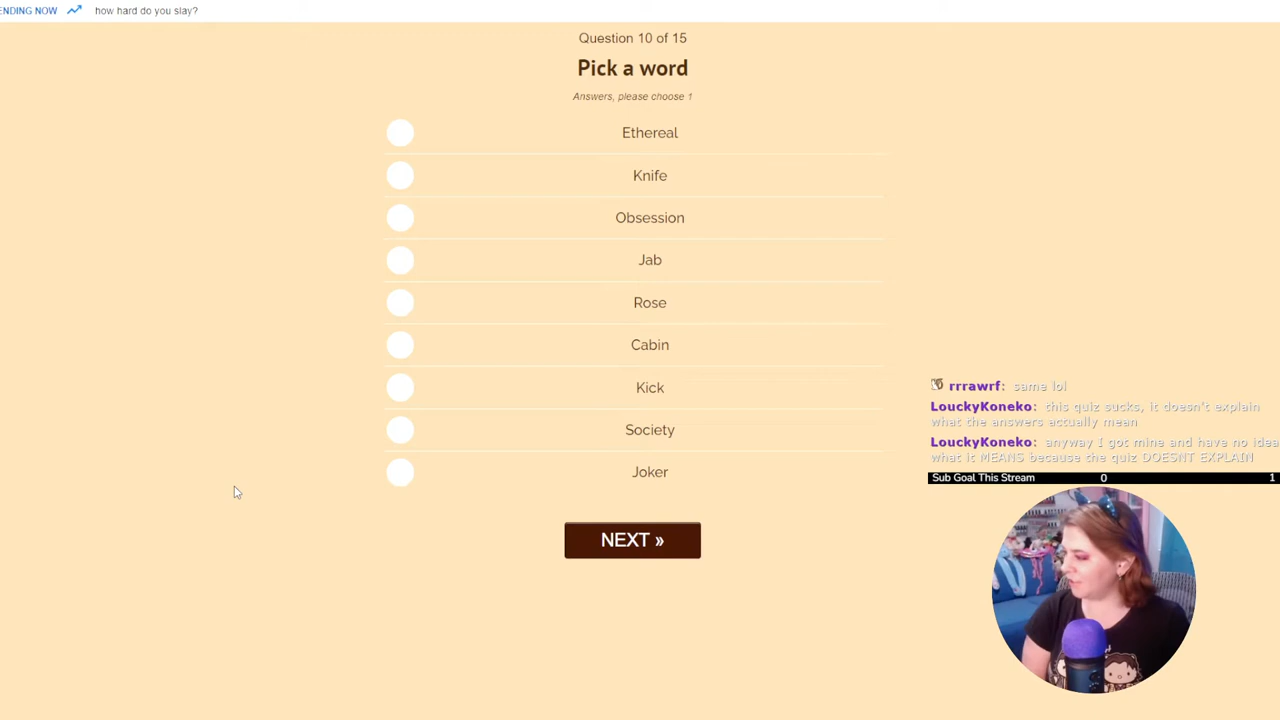 ENDING NOW how hard do you slay?
Question 10 of 15
Pick a word
Answers, please choose 1
Ethereal
Knife
Obsession
Jab
Rose
Cabin
Kick
Society
Joker
NEXT »
rrrawrf: same lol
LouckyKoneko: this quiz sucks, it doesn't explain
what the answers actually mean
LouckyKoneko: anyway I got mine and have no idea
what it MEANS because the quiz DOESNT EXPLAIN
Sub Goal This Stream 0 1